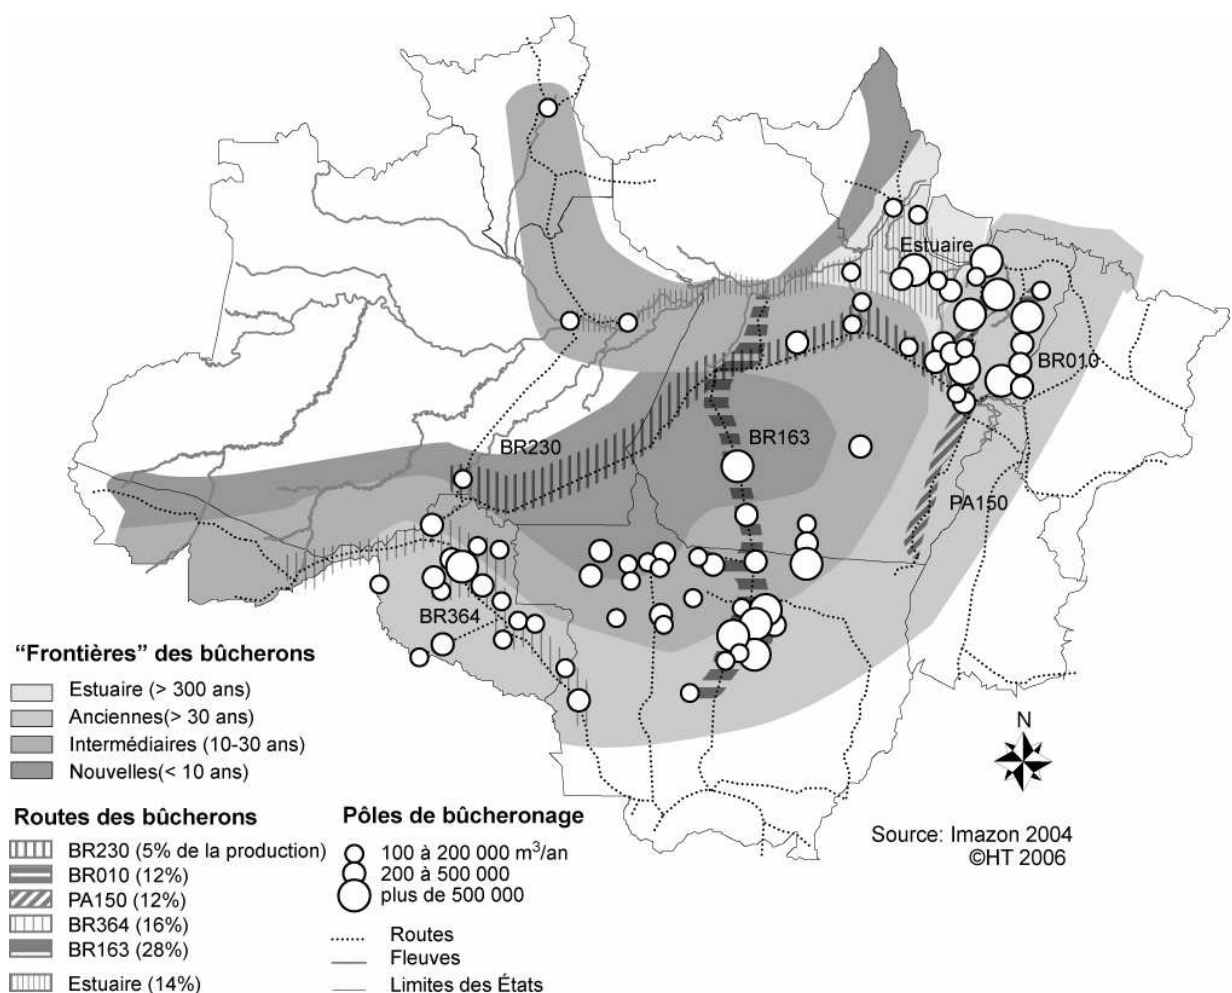 Estuaire
BR010
BR230
BR163
PA150
BR364
N
“Frontières” des bûcherons
Estuaire (> 300 ans)
Anciennes(> 30 ans)
Intermédiaires (10-30 ans)
Nouvelles(< 10 ans)
Routes des bûcherons
BR230 (5% de la production)
BR010 (12%)
PA150 (12%)
BR364 (16%)
BR163 (28%)
Estuaire (14%)
Pôles de bûcheronage
100 à 200 000 m³/an
200 à 500 000
plus de 500 000
Routes
Fleuves
Limites des États
Source: Imazon 2004
©HT 2006